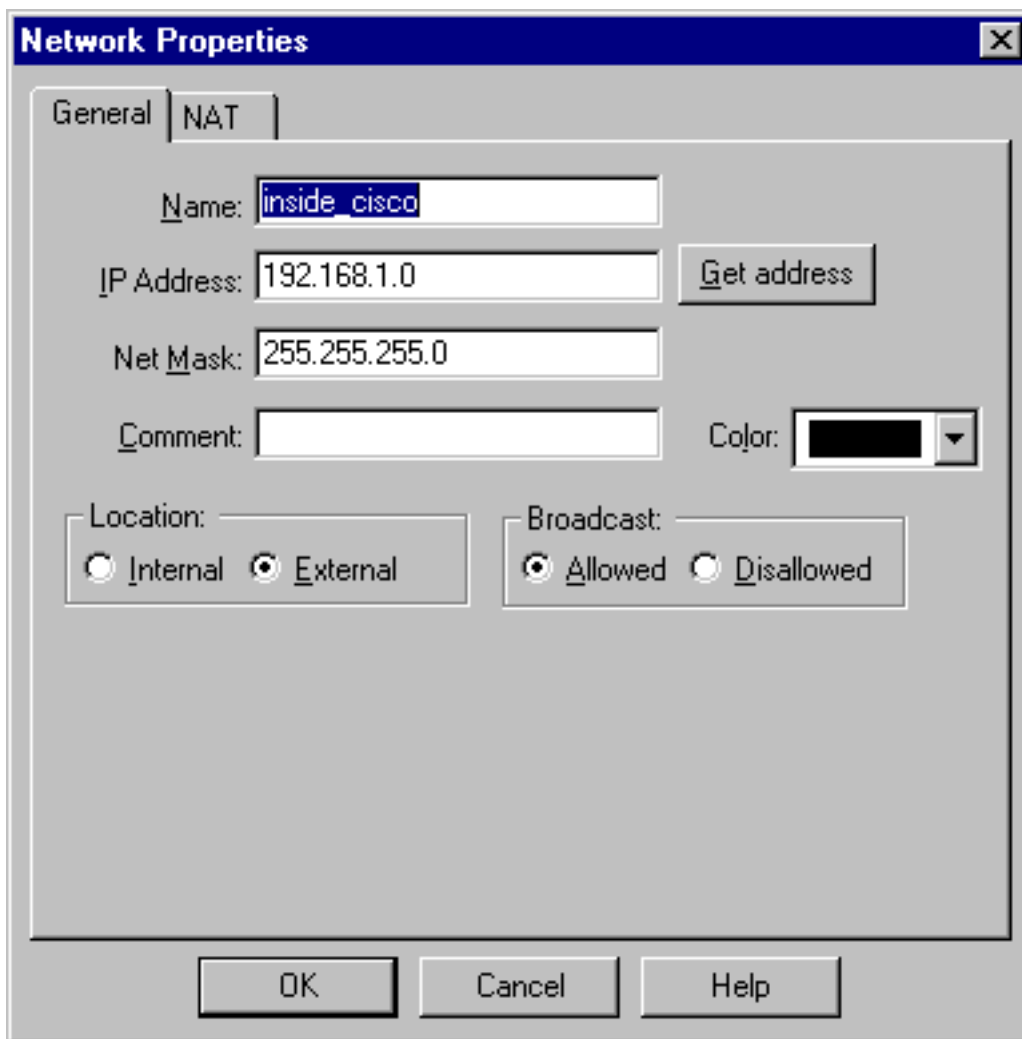 Network Properties
General NAT
Name: inside_cisco
IP Address: 192.168.1.0 Get address
Net Mask: 255.255.255.0
Comment: Color:
Location: Broadcast:
Internal External Allowed Disallowed
OK Cancel Help